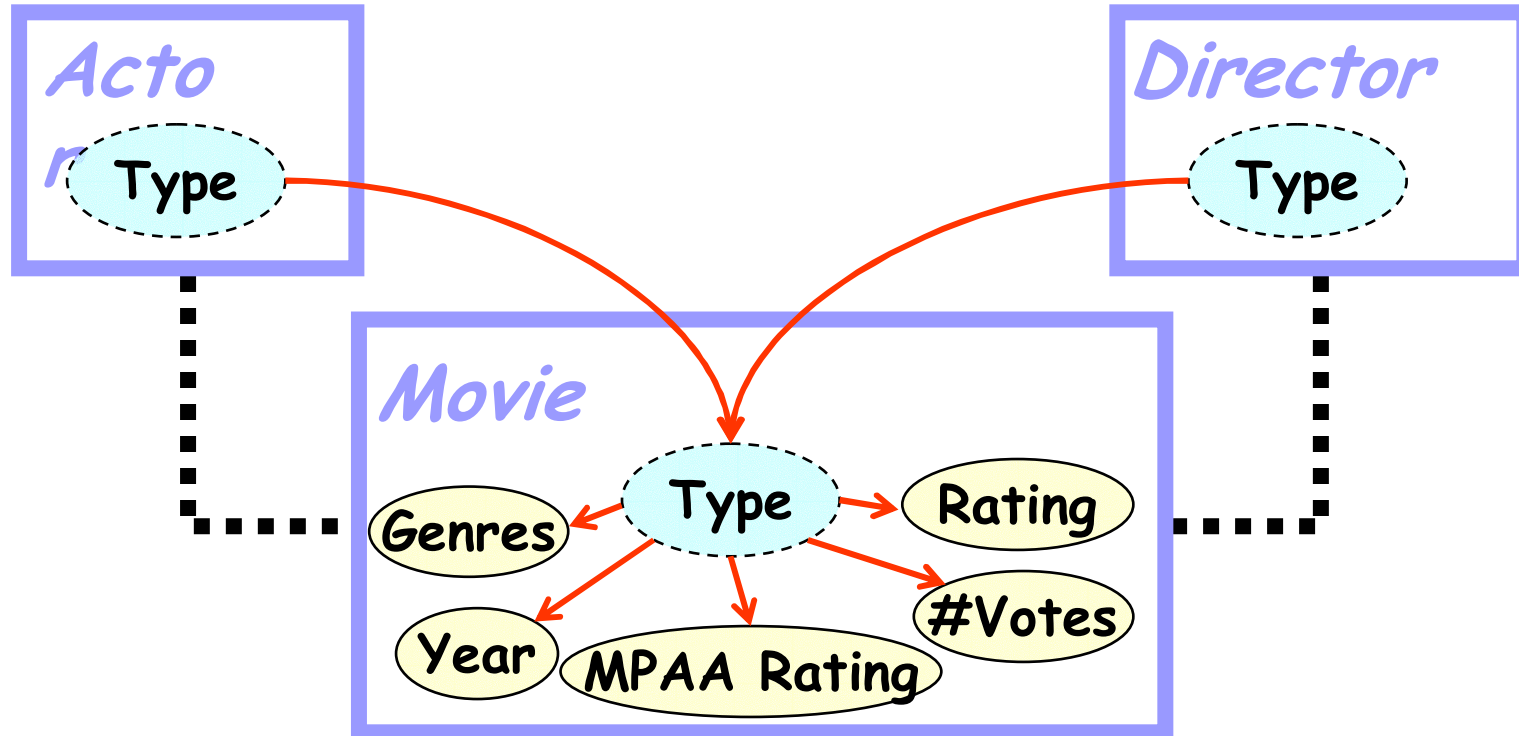 Acto
r
Type
Director
Type
Movie
Type
Rating
Genres
#Votes
Year
MPAA Rating